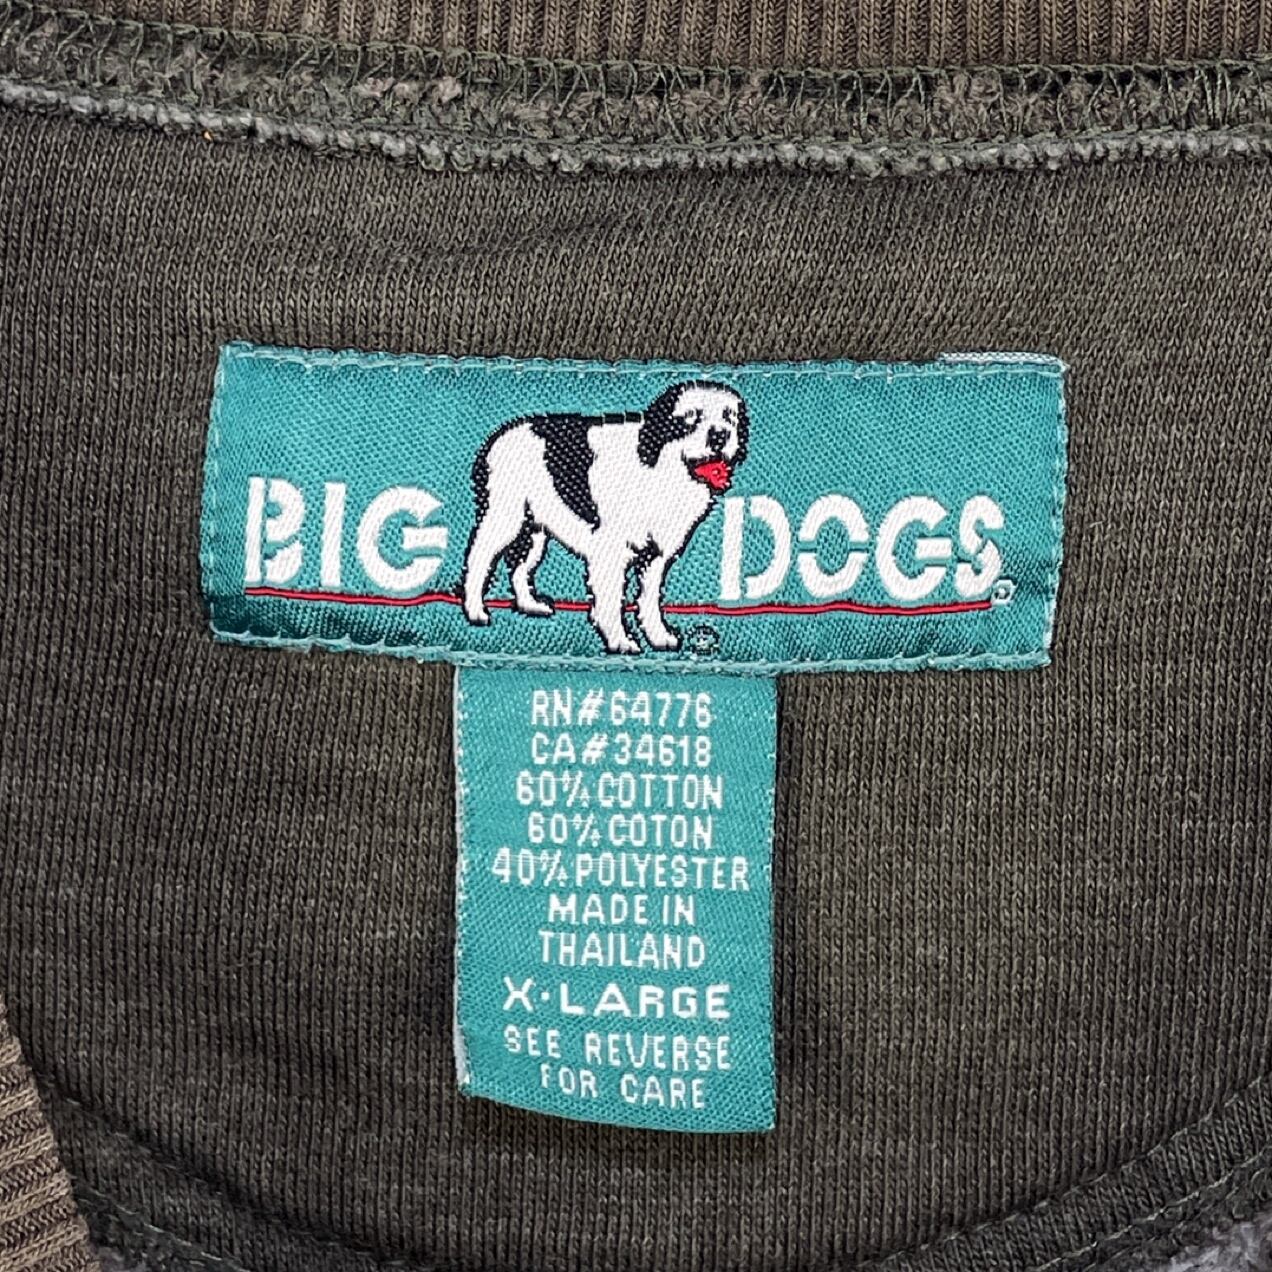 BIG DOGS®
RN#64776
CA#34618
60% COTTON
60% COTON
40% POLYESTER
MADE IN
THAILAND
X-LARGE
SEE REVERSE
FOR CARE